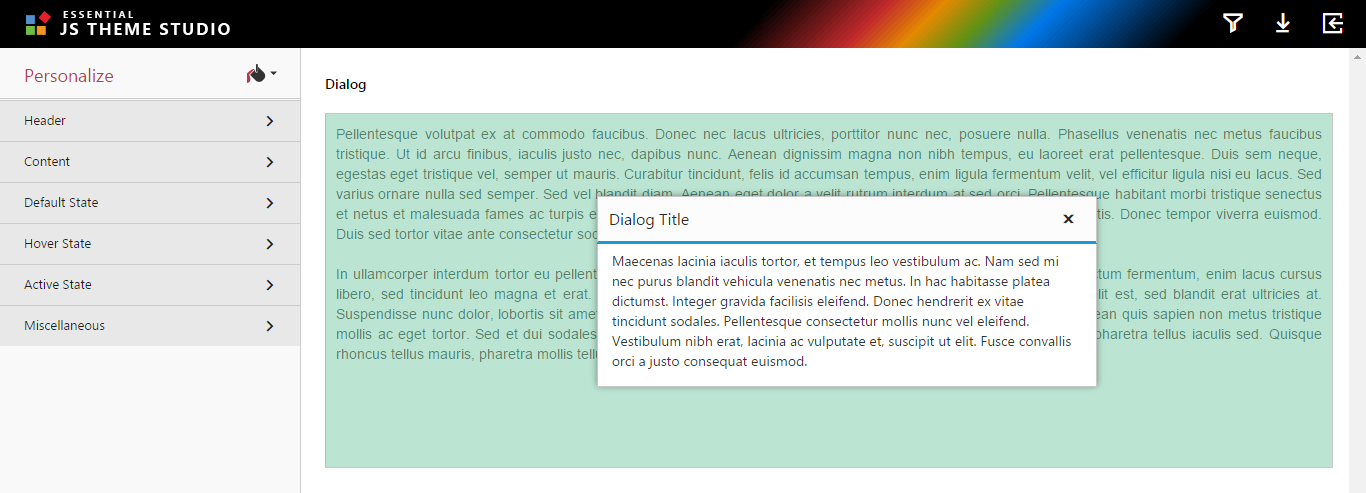 ESSENTIAL
JS THEME STUDIO
Personalize
Header
Content
Default State
Hover State
Active State
Miscellaneous
Dialog
Pellentesque volutpat ex at commodo faucibus. Donec nec lacus ultricies, porttitor nunc nec, posuere nulla. Phasellus venenatis nec metus faucibus
tristique. Ut id arcu finibus, iaculis justo nec, dapibus nunc. Aenean dignissim magna non nibh tempus, eu laoreet erat pellentesque. Duis sem neque,
egestas eget tristique vel, semper ut mauris. Curabitur tincidunt, felis id accumsan tempus, enim ligula fermentum velit, vel efficitur ligula nisi eu lacus. Sed
varius ornare nulla sed semper. Sed vel blandit diam. Aenean eget dolor a velit rutrum interdum at sed orci. Pellentesque habitant morbi tristique senectus
et netus et malesuada fames ac turpis e tis. Donec tempor viverra euismod.
Duis sed tortor vitae ante consectetur soc
In ullamcorper interdum tortor eu pellent tum fermentum, enim lacus cursus
libero, sed tincidunt leo magna et erat. lit est, sed blandit erat ultricies at.
Suspendisse nunc dolor, lobortis sit amet ean quis sapien non metus tristique
mollis ac eget tortor. Sed et dui sodales pharetra tellus iaculis sed. Quisque
rhoncus tellus mauris, pharetra mollis tell
Dialog Title
Maecenas lacinia iaculis tortor, et tempus leo vestibulum ac. Nam sed mi
nec purus blandit vehicula venenatis nec metus. In hac habitasse platea
dictumst. Integer gravida facilisis eleifend. Donec hendrerit ex vitae
tincidunt sodales. Pellentesque consectetur mollis nunc vel eleifend.
Vestibulum nibh erat, lacinia ac vulputate et, suscipit ut elit. Fusce convallis
orci a justo consequat euismod.